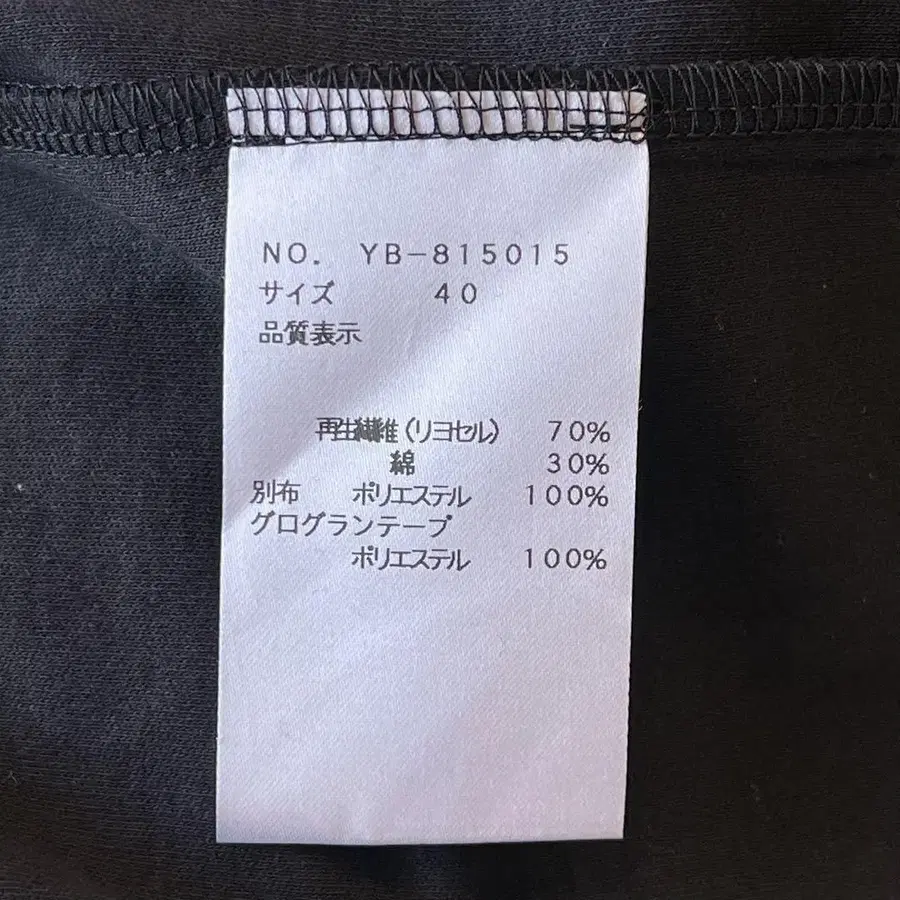 NO. YB-815015
サイズ 40
品質表示
再生繊維(リヨセル) 70%
綿 30%
別布 ポリエステル 100%
グログランテープ
ポリエステル 100%